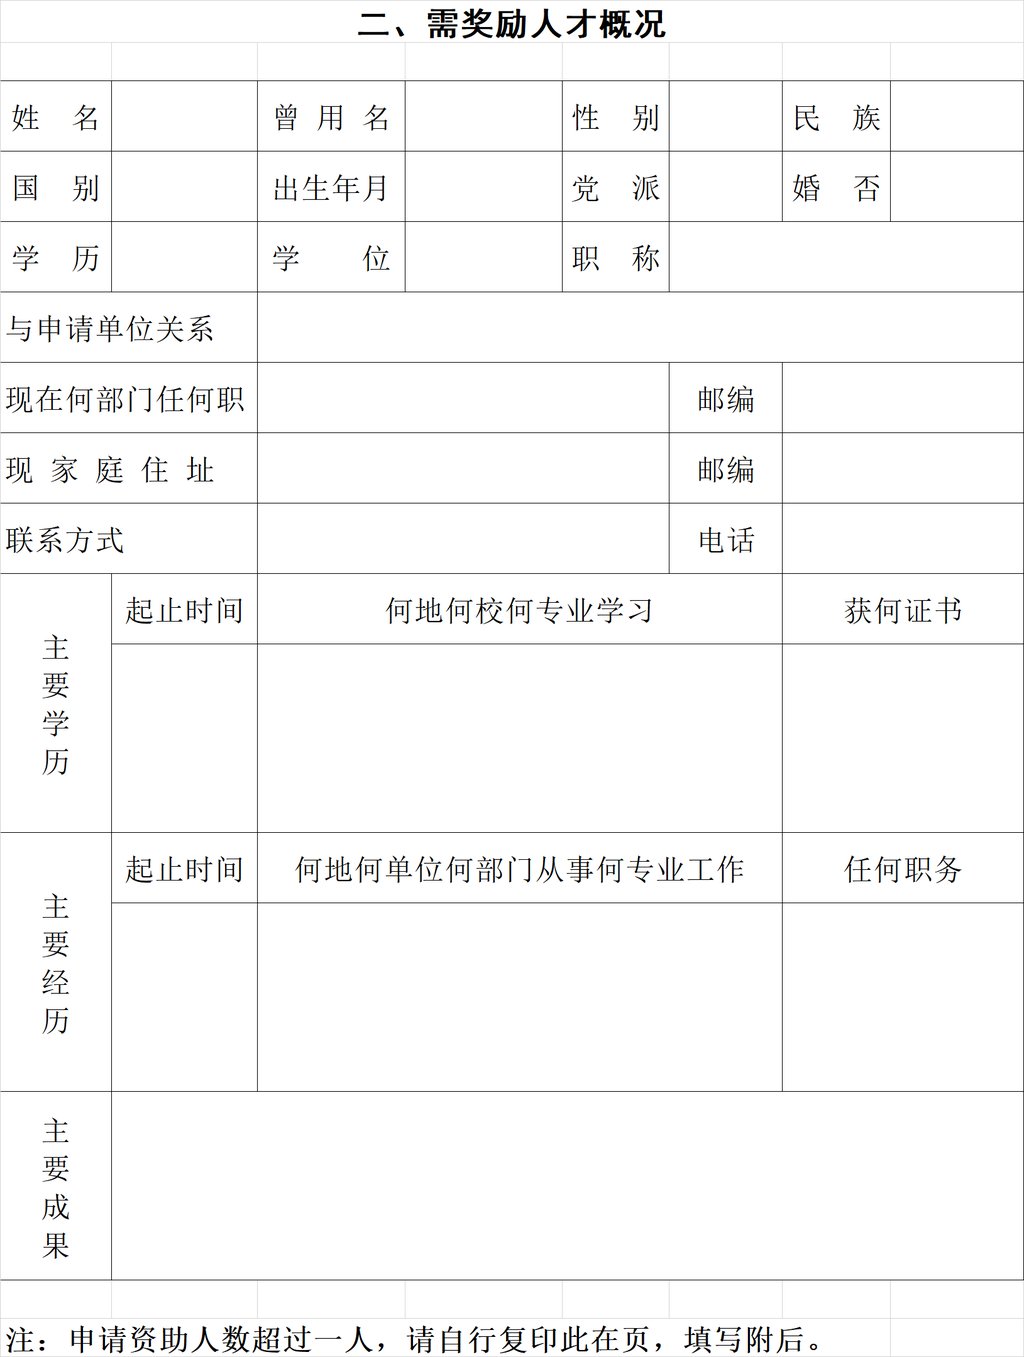 二、需奖励人才概况
姓 名 曾 用 名 性 别 民 族
国 别 出生年月 党 派 婚 否
学 历 学 位 职 称
与申请单位关系
现在何部门任何职 邮编
现 家 庭 住 址 邮编
联系方式 电话
主要学历
起止时间 何地何校何专业学习 获何证书
主要经历
起止时间 何地何单位何部门从事何专业工作 任何职务
主要成果
注：申请资助人数超过一人，请自行复印此在页，填写附后。